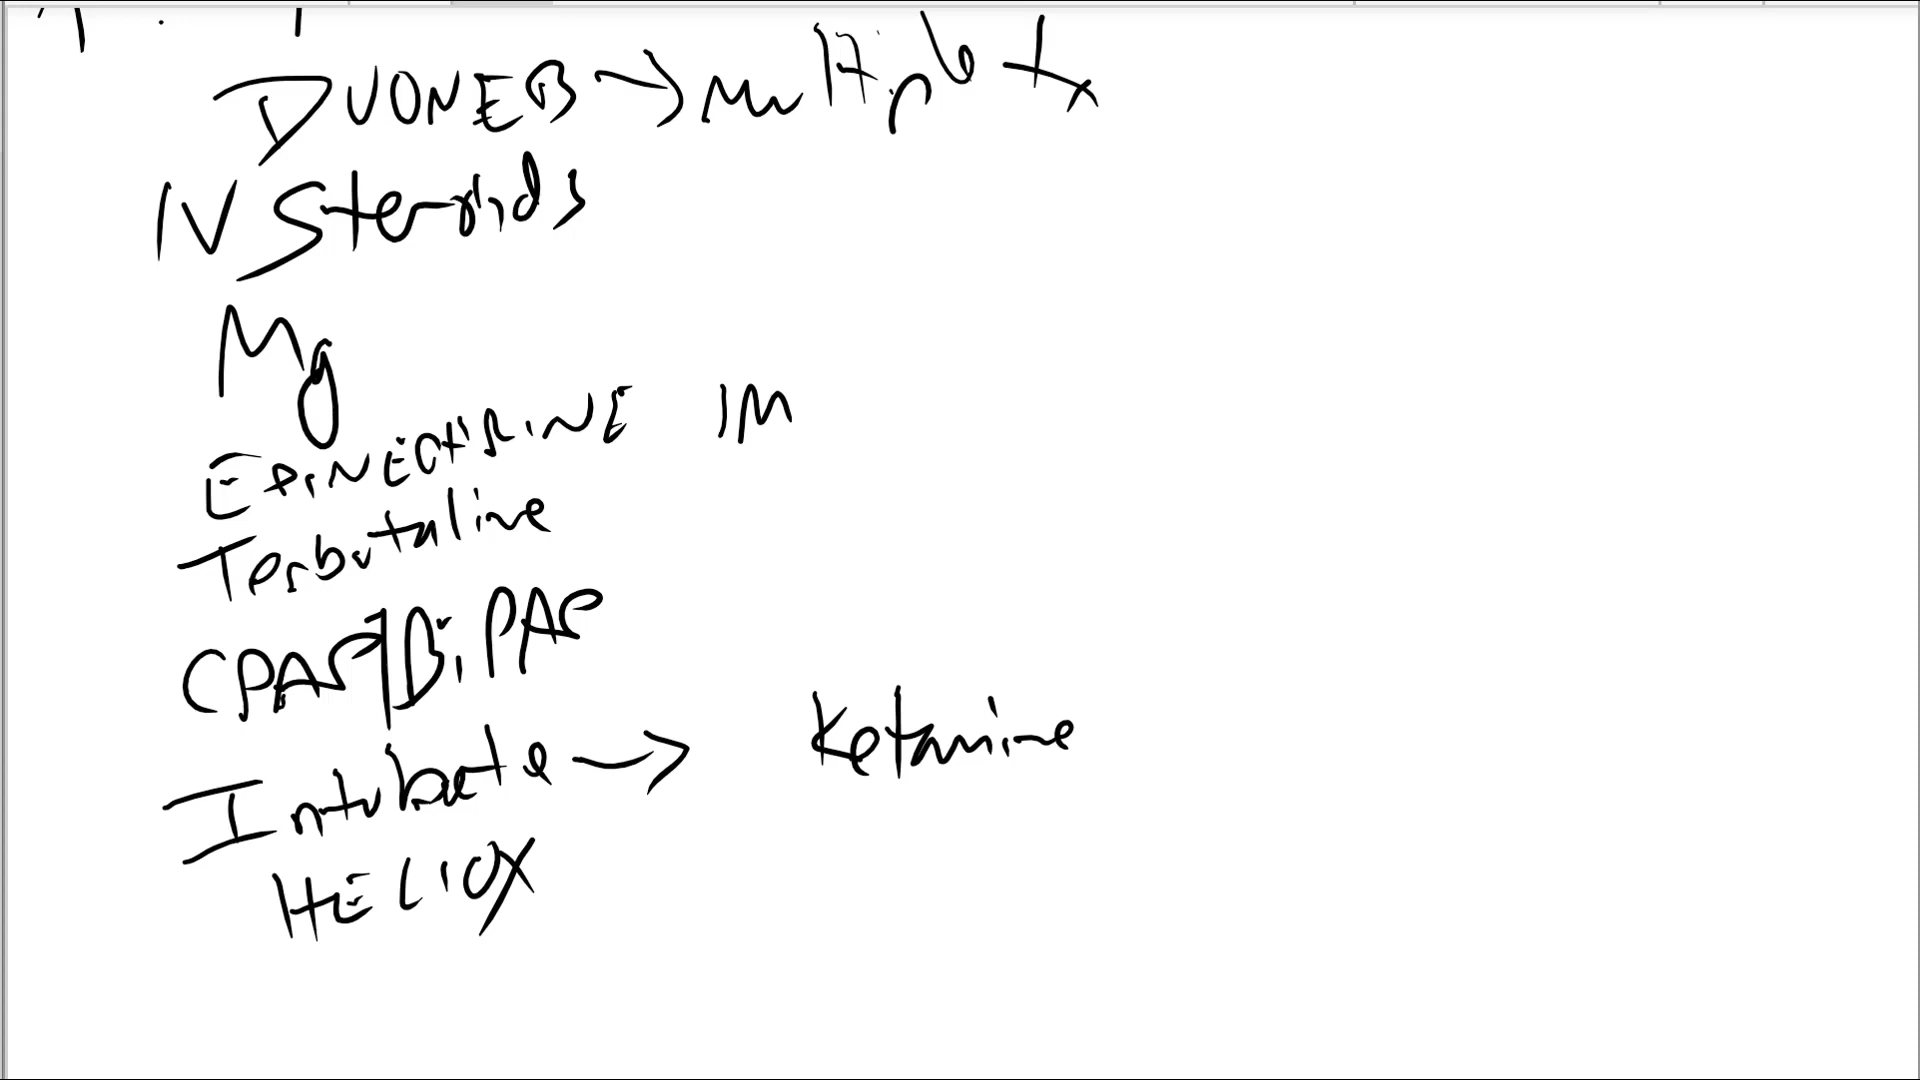 DUONEB → multiple tx
IV Steroids
Mg
EPINEPHRINE IM
Terbutaline
CPAP/BiPAP
Intubate → Ketamine
HELIOX